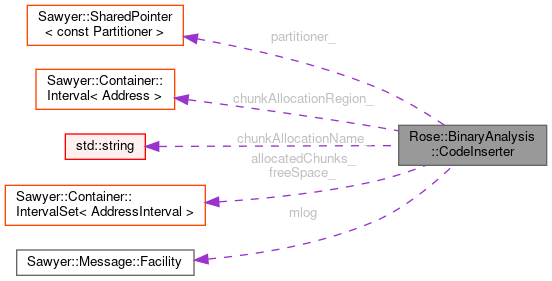 Sawyer::SharedPointer
< const Partitioner >
partitioner_
Sawyer::Container::
Interval< Address >
chunkAllocationRegion_
Rose::BinaryAnalysis
::CodeInserter
std::string
chunkAllocationName_
allocatedChunks_
freeSpace_
Sawyer::Container::
IntervalSet< AddressInterval >
mlog
Sawyer::Message::Facility